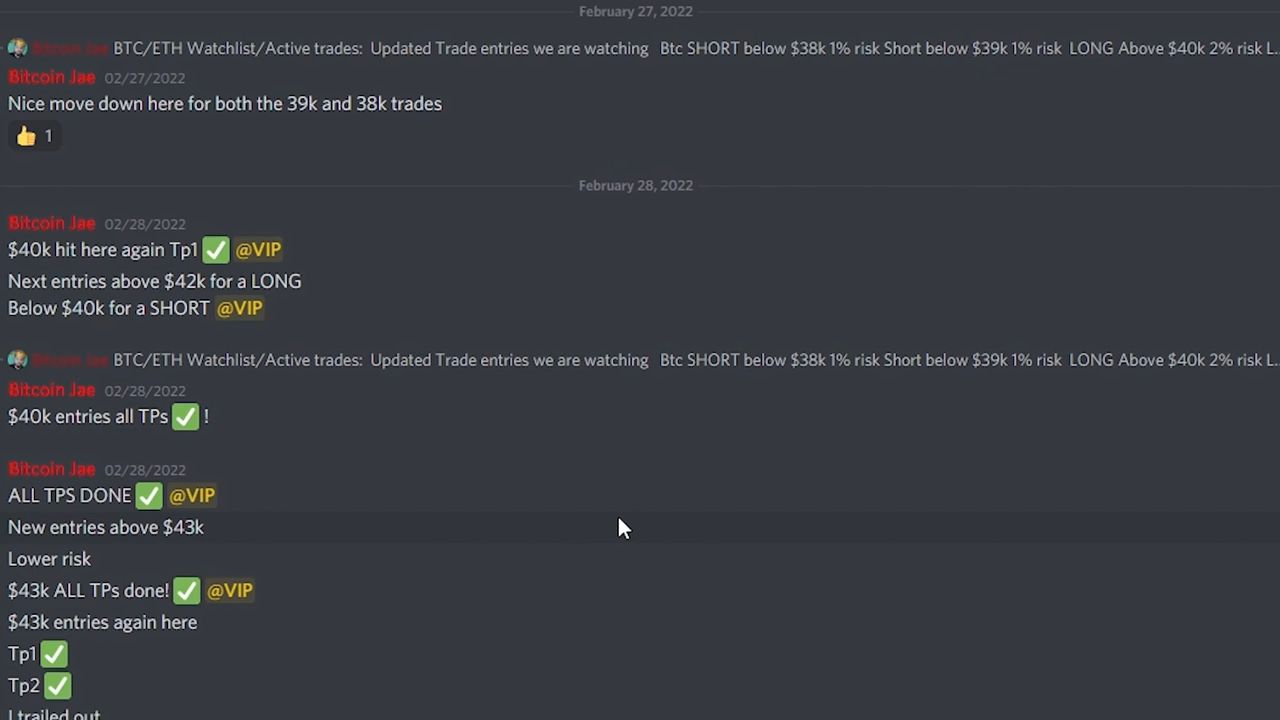 February 27, 2022
Bitcoin Jae BTC/ETH Watchlist/Active trades: Updated Trade entries we are watching Btc SHORT below $38k 1% risk Short below $39k 1% risk LONG Above $40k 2% risk L...
Bitcoin Jae 02/27/2022
Nice move down here for both the 39k and 38k trades
👍 1
February 28, 2022
Bitcoin Jae 02/28/2022
$40k hit here again Tp1 ✅ @VIP
Next entries above $42k for a LONG
Below $40k for a SHORT @VIP
Bitcoin Jae BTC/ETH Watchlist/Active trades: Updated Trade entries we are watching Btc SHORT below $38k 1% risk Short below $39k 1% risk LONG Above $40k 2% risk L...
Bitcoin Jae 02/28/2022
$40k entries all TPs ✅ !
Bitcoin Jae 02/28/2022
ALL TPS DONE ✅ @VIP
New entries above $43k
Lower risk
$43k ALL TPs done! ✅ @VIP
$43k entries again here
Tp1 ✅
Tp2 ✅
I trailed out